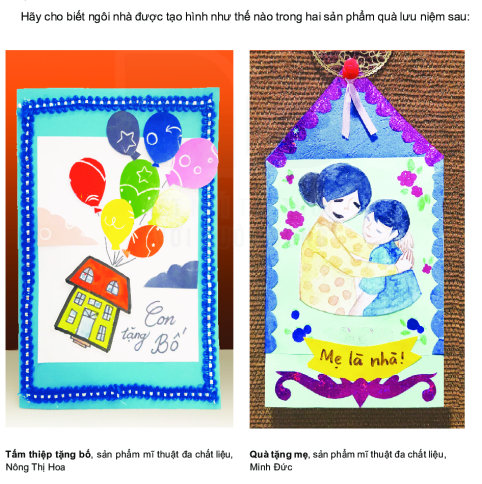 Hãy cho biết ngôi nhà được tạo hình như thế nào trong hai sản phẩm quà lưu niệm sau:
Con
tặng
Bố
Mẹ là nhà!
Tấm thiệp tặng bố, sản phẩm mĩ thuật đa chất liệu,
Nông Thị Hoa
Quà tặng mẹ, sản phẩm mĩ thuật đa chất liệu,
Minh Đức